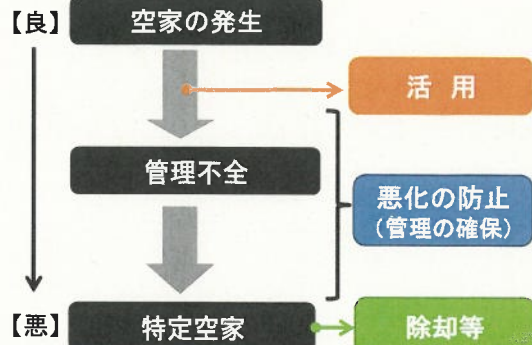 【良】
空家の発生
活用
管理不全
悪化の防止
(管理の確保)
【悪】
特定空家
除却等